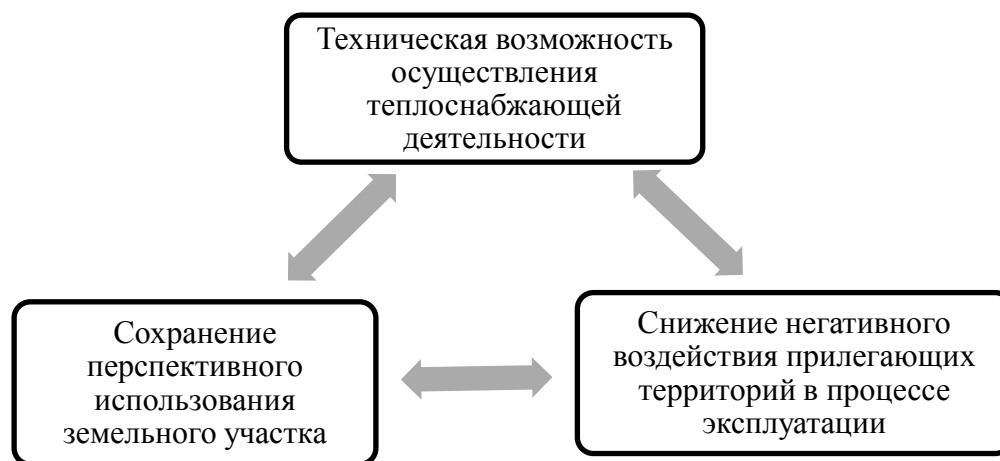 Техническая возможность
осуществления
теплоснабжающей
деятельности
Сохранение
перспективного
использования
земельного участка
Снижение негативного
воздействия прилегающих
территорий в процессе
эксплуатации